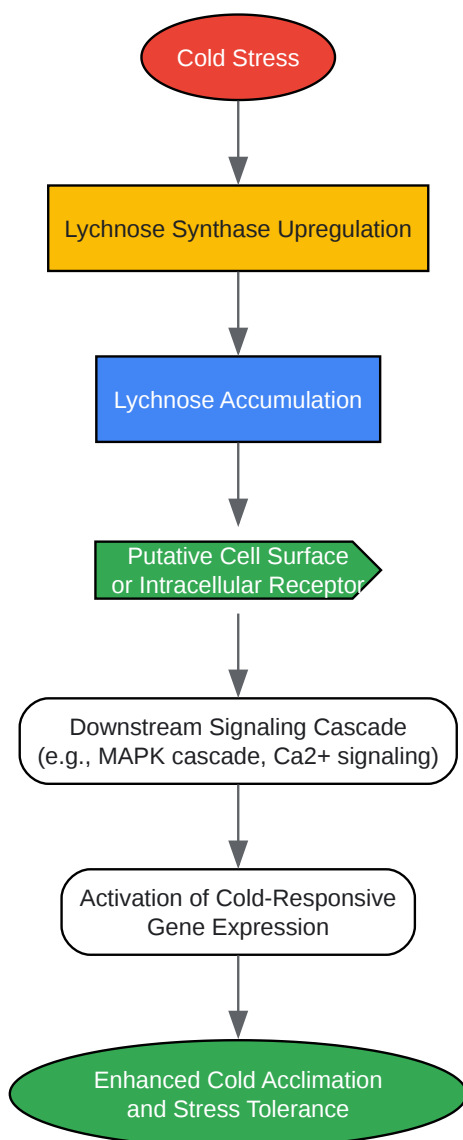 Cold Stress
Lychnose Synthase Upregulation
Lychnose Accumulation
Putative Cell Surface
or Intracellular Receptor
Downstream Signaling Cascade
(e.g., MAPK cascade, Ca2+ signaling)
Activation of Cold-Responsive
Gene Expression
Enhanced Cold Acclimation
and Stress Tolerance